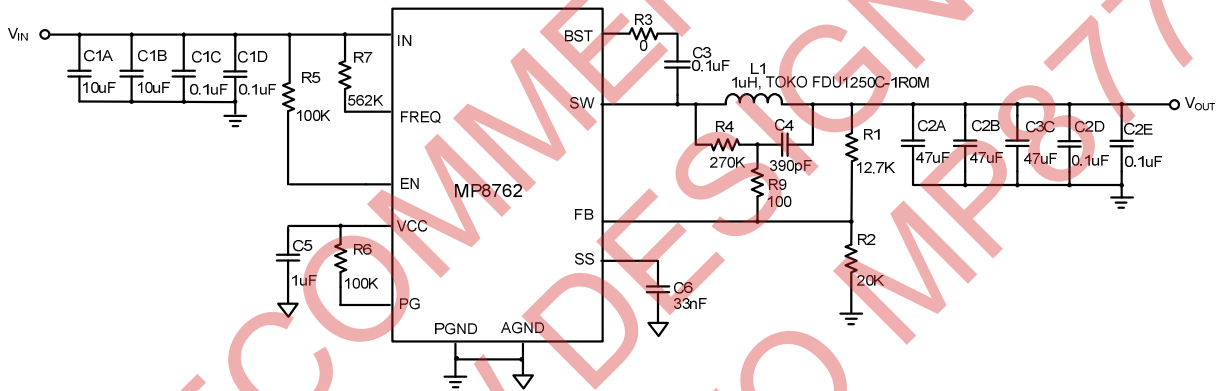 VIN
C1A
10uF
C1B
10uF
C1C
0.1uF
C1D
0.1uF
R5
100K
R7
562K
IN
FREQ
EN
VCC
PG
PGND
AGND
MP8762
BST
SW
FB
SS
C5
1uF
R6
100K
R3
0
C3
0.1uF
L1
1uH, TOKO FDU1250C-1R0M
R4
270K
C4
390pF
R9
100
R1
12.7K
R2
20K
C6
33nF
C2A
47uF
C2B
47uF
C3C
47uF
C2D
0.1uF
C2E
0.1uF
VOUT
ECOMME
DESIGN
O MP877